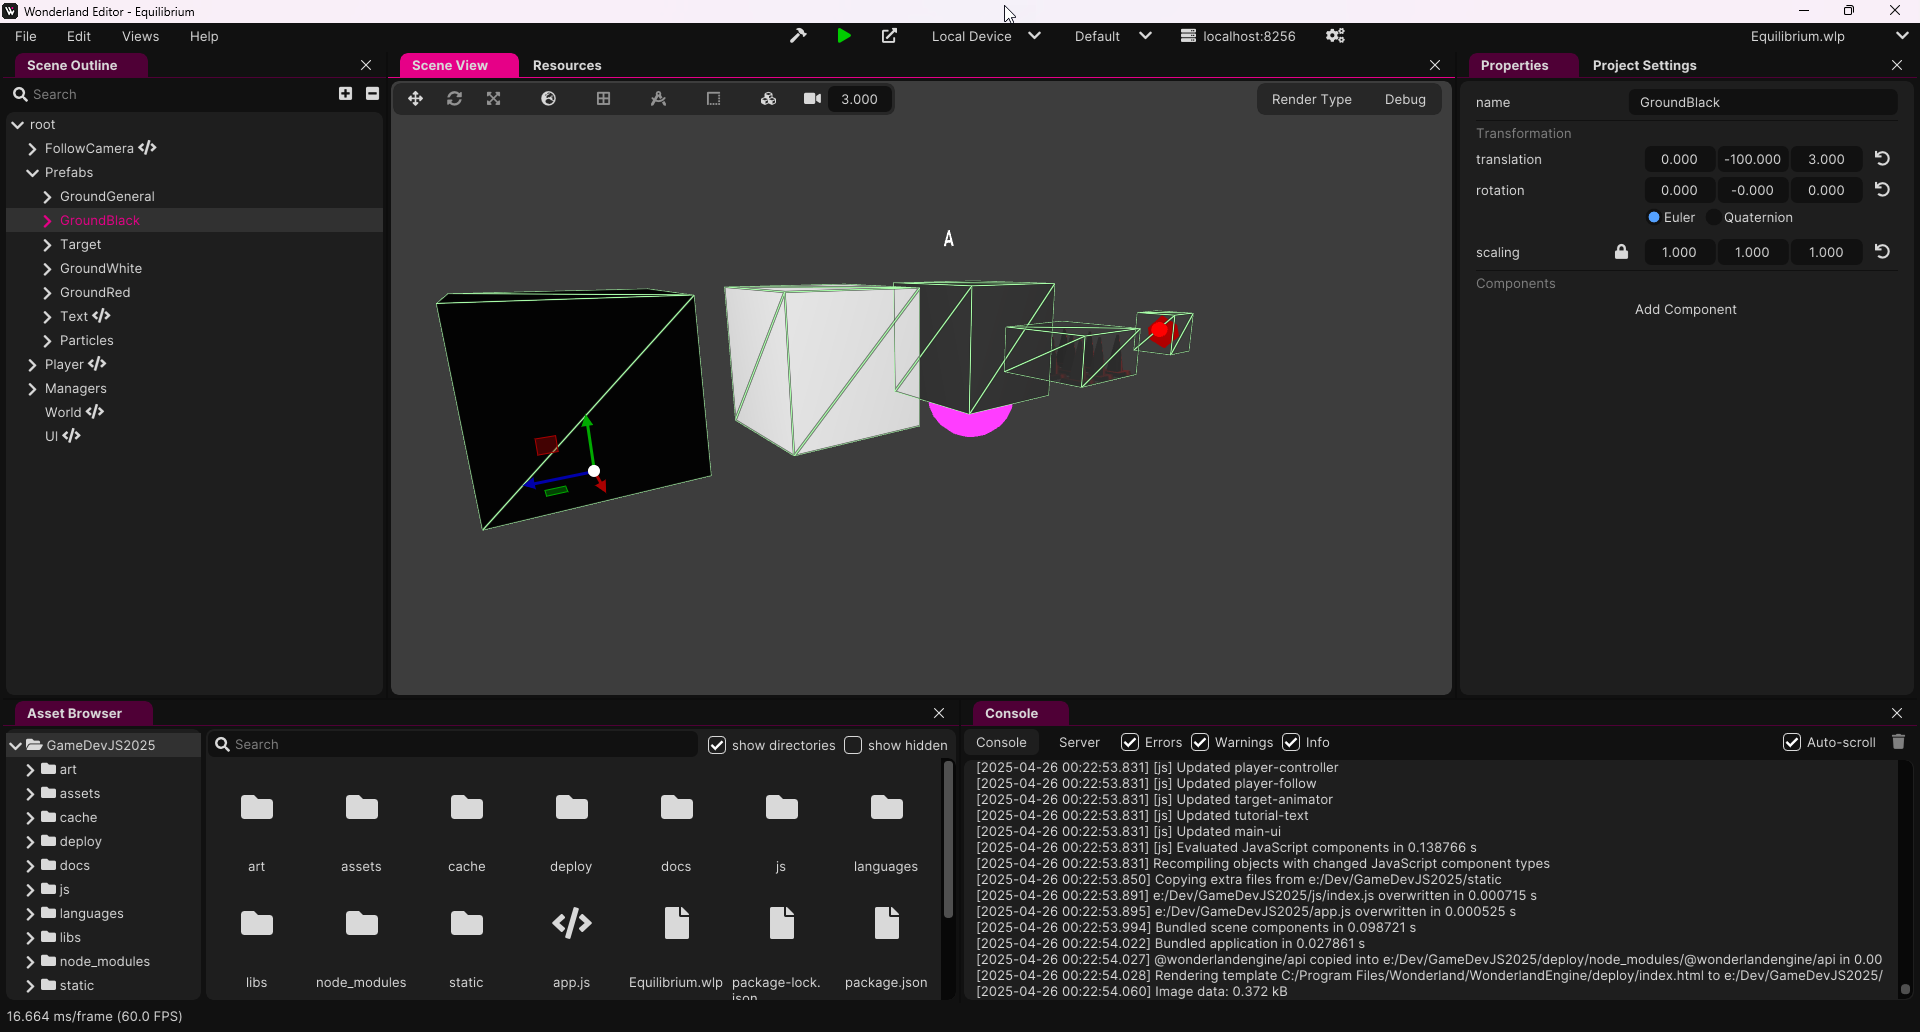 Wonderland Editor - Equilibrium
File Edit Views Help
Local Device Default localhost:8256
Equilibrium.wlp
Scene Outline
Search
root
FollowCamera
Prefabs
GroundGeneral
GroundBlack
Target
GroundWhite
GroundRed
Text
Particles
Player
Managers
World
UI
Scene View Resources
3.000
Render Type Debug
A
Properties Project Settings
name GroundBlack
Transformation
translation 0.000 -100.000 3.000
rotation 0.000 -0.000 0.000
Euler Quaternion
scaling 1.000 1.000 1.000
Components
Add Component
Asset Browser
GameDevJS2025
art
assets
cache
deploy
docs
js
languages
libs
node_modules
static
Search show directories show hidden
art assets cache deploy docs js languages
libs node_modules static app.js Equilibrium.wlp package-lock. package.json
json
Console
Console Server Errors Warnings Info Auto-scroll
[2025-04-26 00:22:53.831] [js] Updated player-controller
[2025-04-26 00:22:53.831] [js] Updated player-follow
[2025-04-26 00:22:53.831] [js] Updated target-animator
[2025-04-26 00:22:53.831] [js] Updated tutorial-text
[2025-04-26 00:22:53.831] [js] Updated main-ui
[2025-04-26 00:22:53.831] [js] Evaluated JavaScript components in 0.138766 s
[2025-04-26 00:22:53.831] Recompiling objects with changed JavaScript component types
[2025-04-26 00:22:53.850] Copying extra files from e:/Dev/GameDevJS2025/static
[2025-04-26 00:22:53.891] e:/Dev/GameDevJS2025/js/index.js overwritten in 0.000715 s
[2025-04-26 00:22:53.895] e:/Dev/GameDevJS2025/app.js overwritten in 0.000525 s
[2025-04-26 00:22:53.994] Bundled scene components in 0.098721 s
[2025-04-26 00:22:54.022] Bundled application in 0.027861 s
[2025-04-26 00:22:54.027] @wonderlandengine/api copied into e:/Dev/GameDevJS2025/deploy/node_modules/@wonderlandengine/api in 0.00
[2025-04-26 00:22:54.028] Rendering template C:/Program Files/Wonderland/WonderlandEngine/deploy/index.html to e:/Dev/GameDevJS2025/
[2025-04-26 00:22:54.060] Image data: 0.372 kB
16.664 ms/frame (60.0 FPS)